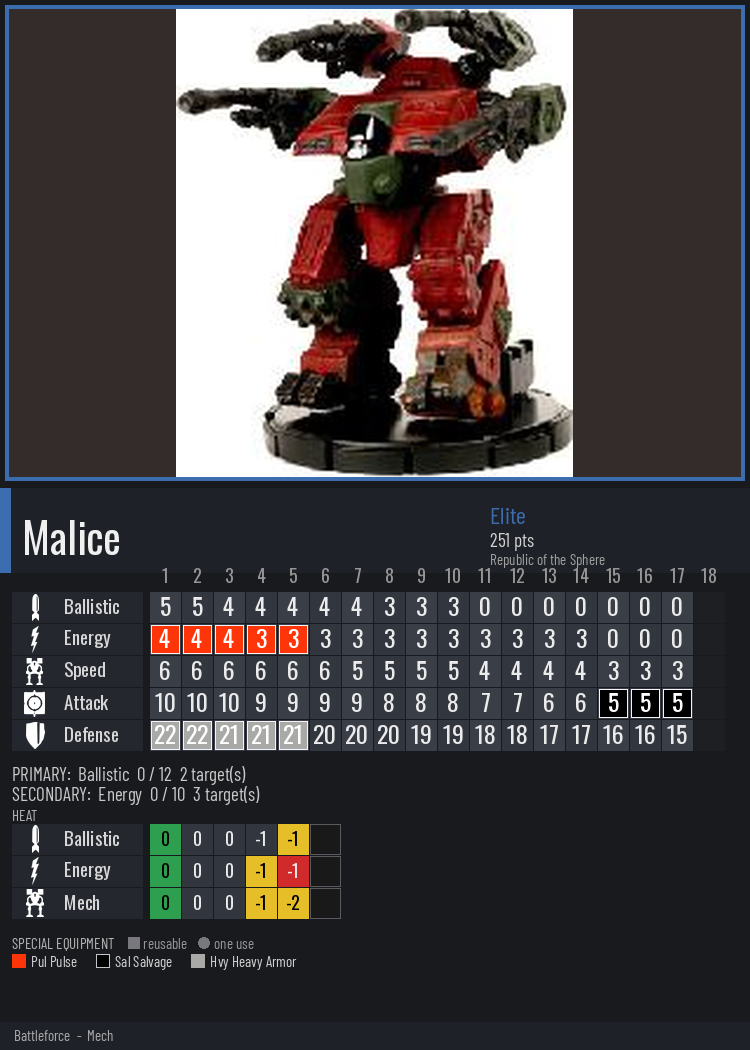 Malice
Elite
251 pts
Republic of the Sphere
1 2 3 4 5 6 7 8 9 10 11 12 13 14 15 16 17 18
Ballistic 5 5 4 4 4 4 4 3 3 3 0 0 0 0 0 0 0
Energy 4 4 4 3 3 3 3 3 3 3 3 3 3 3 0 0 0
Speed 6 6 6 6 6 6 5 5 5 5 4 4 4 4 3 3 3
Attack 10 10 10 9 9 9 9 8 8 8 7 7 6 6 5 5 5
Defense 22 22 21 21 21 20 20 20 19 19 18 18 17 17 16 16 15
PRIMARY: Ballistic 0 / 12 2 target(s)
SECONDARY: Energy 0 / 10 3 target(s)
HEAT
Ballistic 0 0 0 -1 -1
Energy 0 0 0 -1 -1
Mech 0 0 0 -1 -2
SPECIAL EQUIPMENT reusable one use
Pul Pulse Sal Salvage Hvy Heavy Armor
Battleforce - Mech